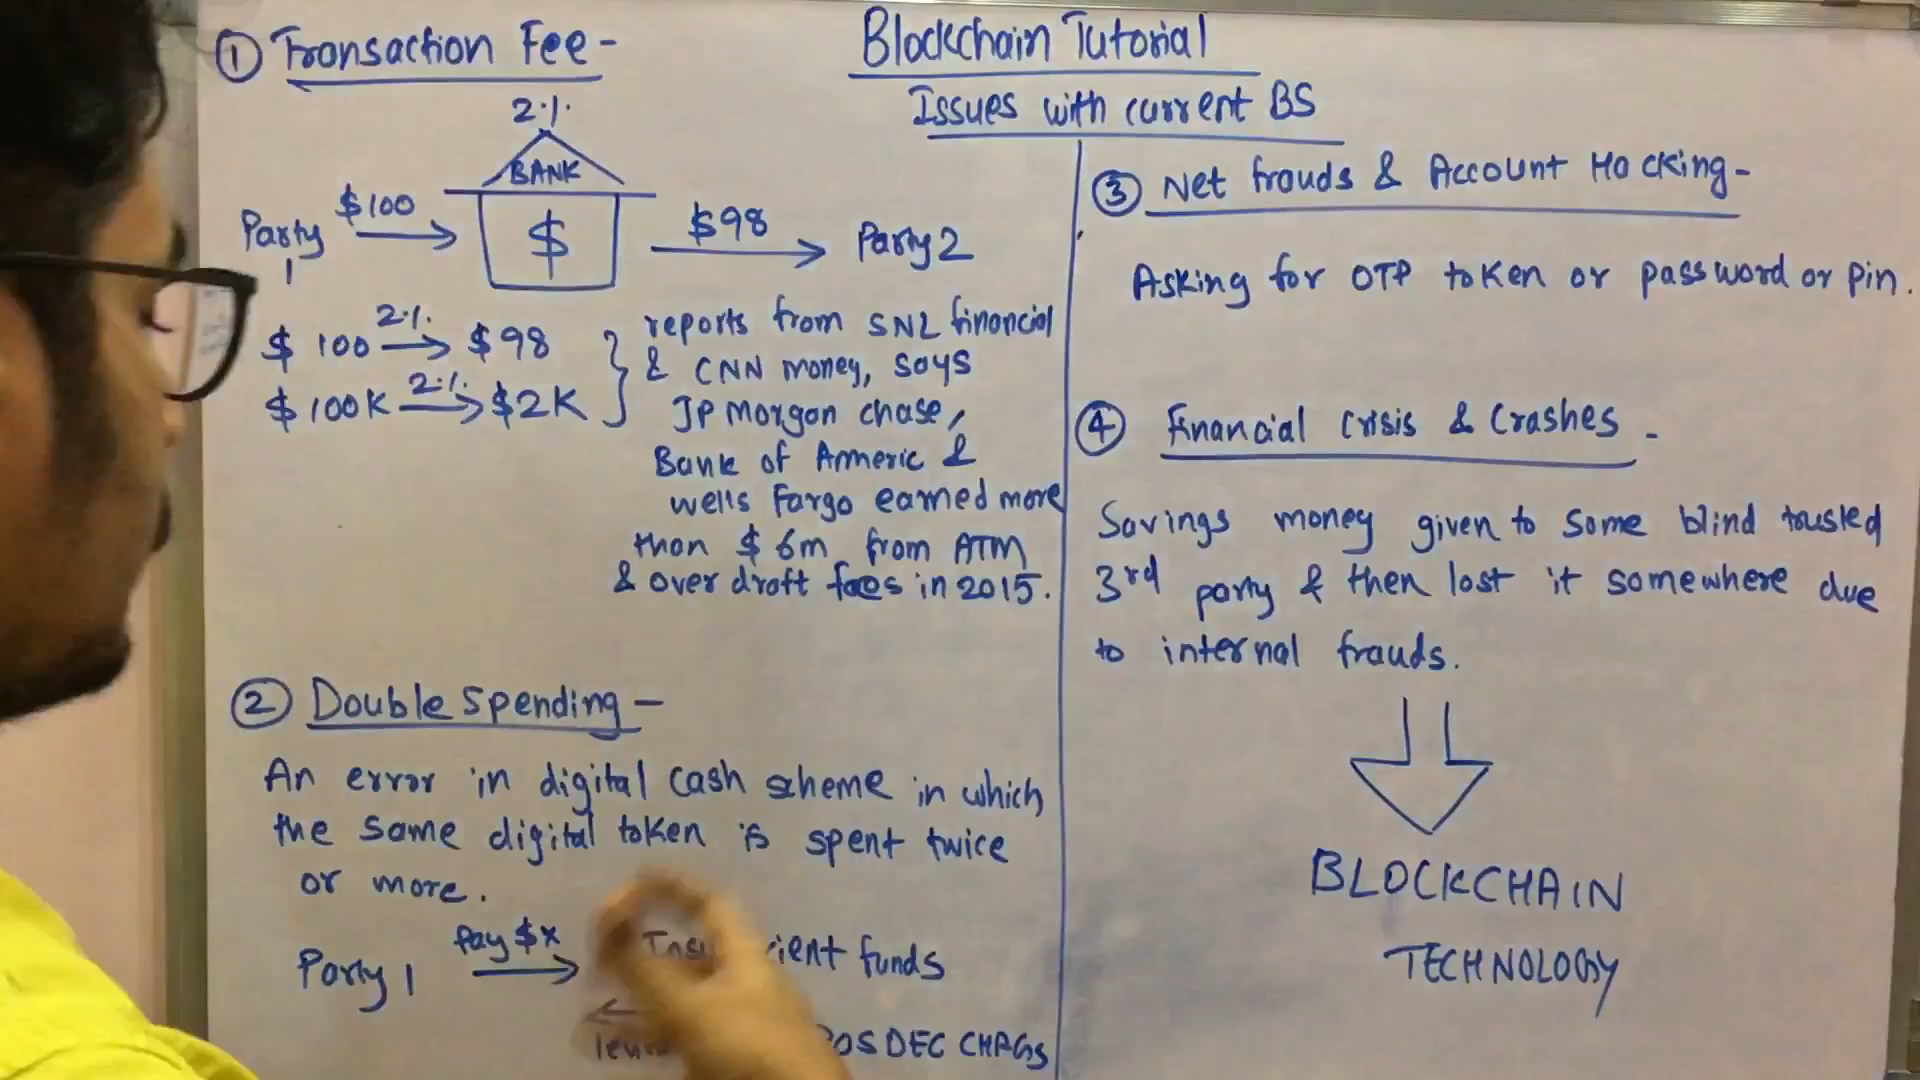 Blockchain Tutorial
Issues with current BS
① Transaction Fee -
2%
BANK
$
Party 1
$100
$98
Party 2
$ 100 2% $98
$ 100K 2% $2K
reports from SNL financial
& CNN money, says
JP morgan chase,
Bank of Americ &
wells Fargo earned more
than $ 6m from ATM
& over draft fees in 2015.
② Double Spending -
An error in digital cash scheme in which
the same digital token is spent twice
or more.
Party 1 Pay $x funds
POS DEC CHAGS
③ Net frauds & Account Hacking -
Asking for OTP token or password or pin.
④ Financial crisis & Crashes -
Savings money given to some blind trusted
3rd party & then lost it somewhere due
to internal frauds.
BLOCKCHAIN
TECHNOLOGY